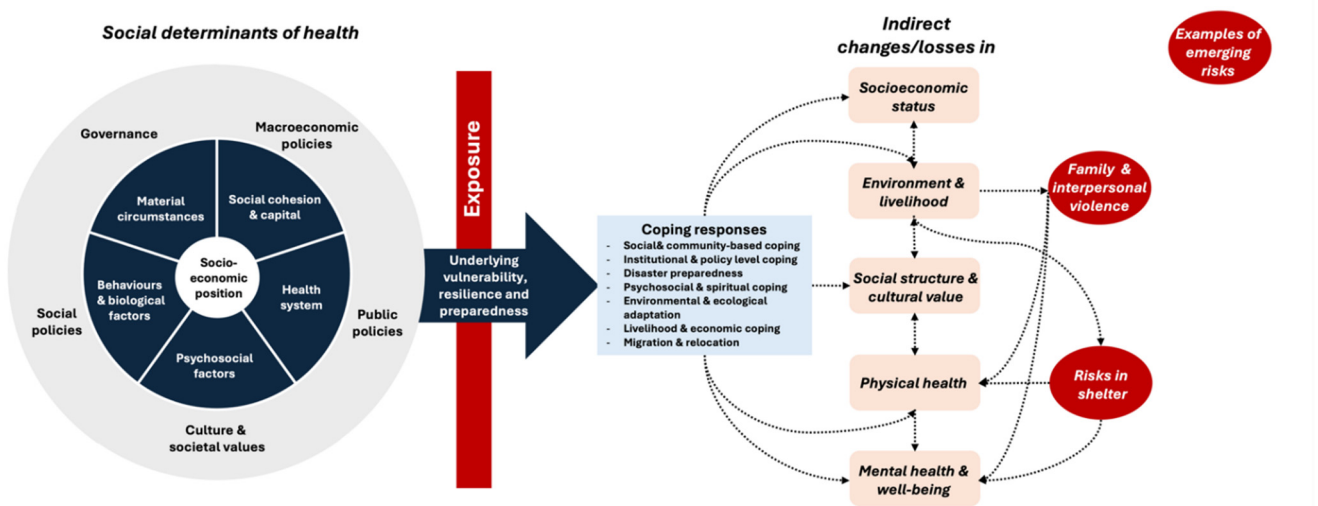 Social determinants of health
Governance
Macroeconomic
policies
Material
circumstances
Social cohesion
& capital
Socio-
economic
position
Behaviours
& biological
factors
Health
system
Psychosocial
factors
Social
policies
Public
policies
Culture &
societal values
Exposure
Underlying
vulnerability,
resilience and
preparedness
Coping responses
- Social& community-based coping
- Institutional & policy level coping
- Disaster preparedness
- Psychosocial & spiritual coping
- Environmental & ecological
adaptation
- Livelihood & economic coping
- Migration & relocation
Indirect
changes/losses in
Socioeconomic
status
Environment &
livelihood
Social structure &
cultural value
Physical health
Mental health &
well-being
Examples of
emerging
risks
Family &
interpersonal
violence
Risks in
shelter